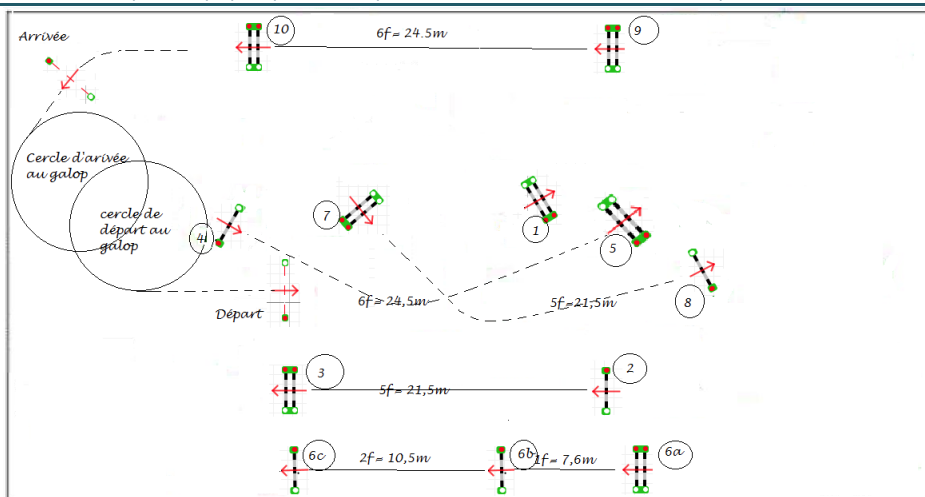 Arrivée
10
6f = 24.5m
9
Cercle d'arivée
au galop
cercle de
départ au
galop
4
7
1
5
6f = 24,5m
5f = 21,5m
8
Départ
3
5f = 21,5m
2
6c
2f = 10,5m
6b
1f = 7,6m
6a